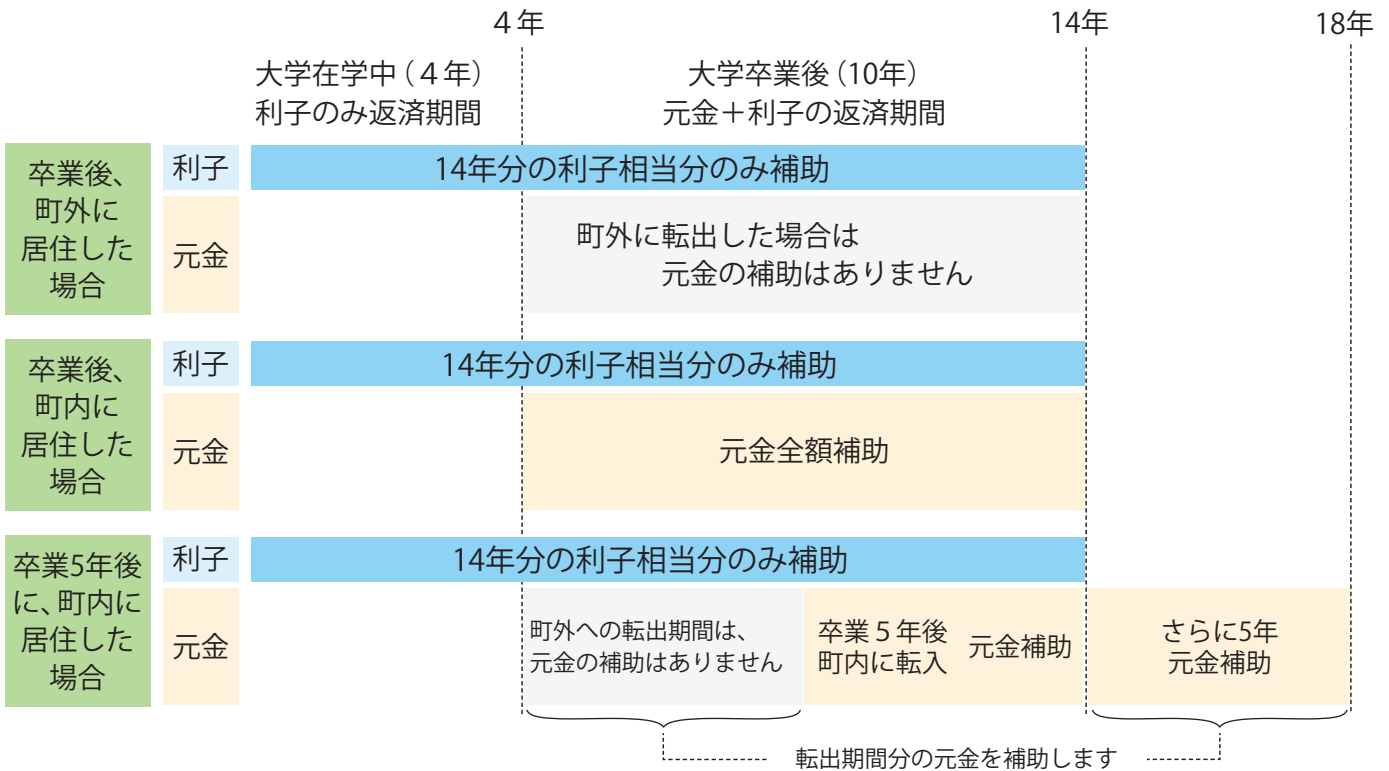 4年
14年
18年
大学在学中（4年）
利子のみ返済期間
大学卒業後（10年）
元金＋利子の返済期間
卒業後、
町外に
居住した
場合
利子
14年分の利子相当分のみ補助
元金
町外に転出した場合は
元金の補助はありません
卒業後、
町内に
居住した
場合
利子
14年分の利子相当分のみ補助
元金
元金全額補助
卒業5年後
に、町内に
居住した
場合
利子
14年分の利子相当分のみ補助
元金
町外への転出期間は、
元金の補助はありません
卒業5年後
町内に転入
元金補助
さらに5年
元金補助
転出期間分の元金を補助します